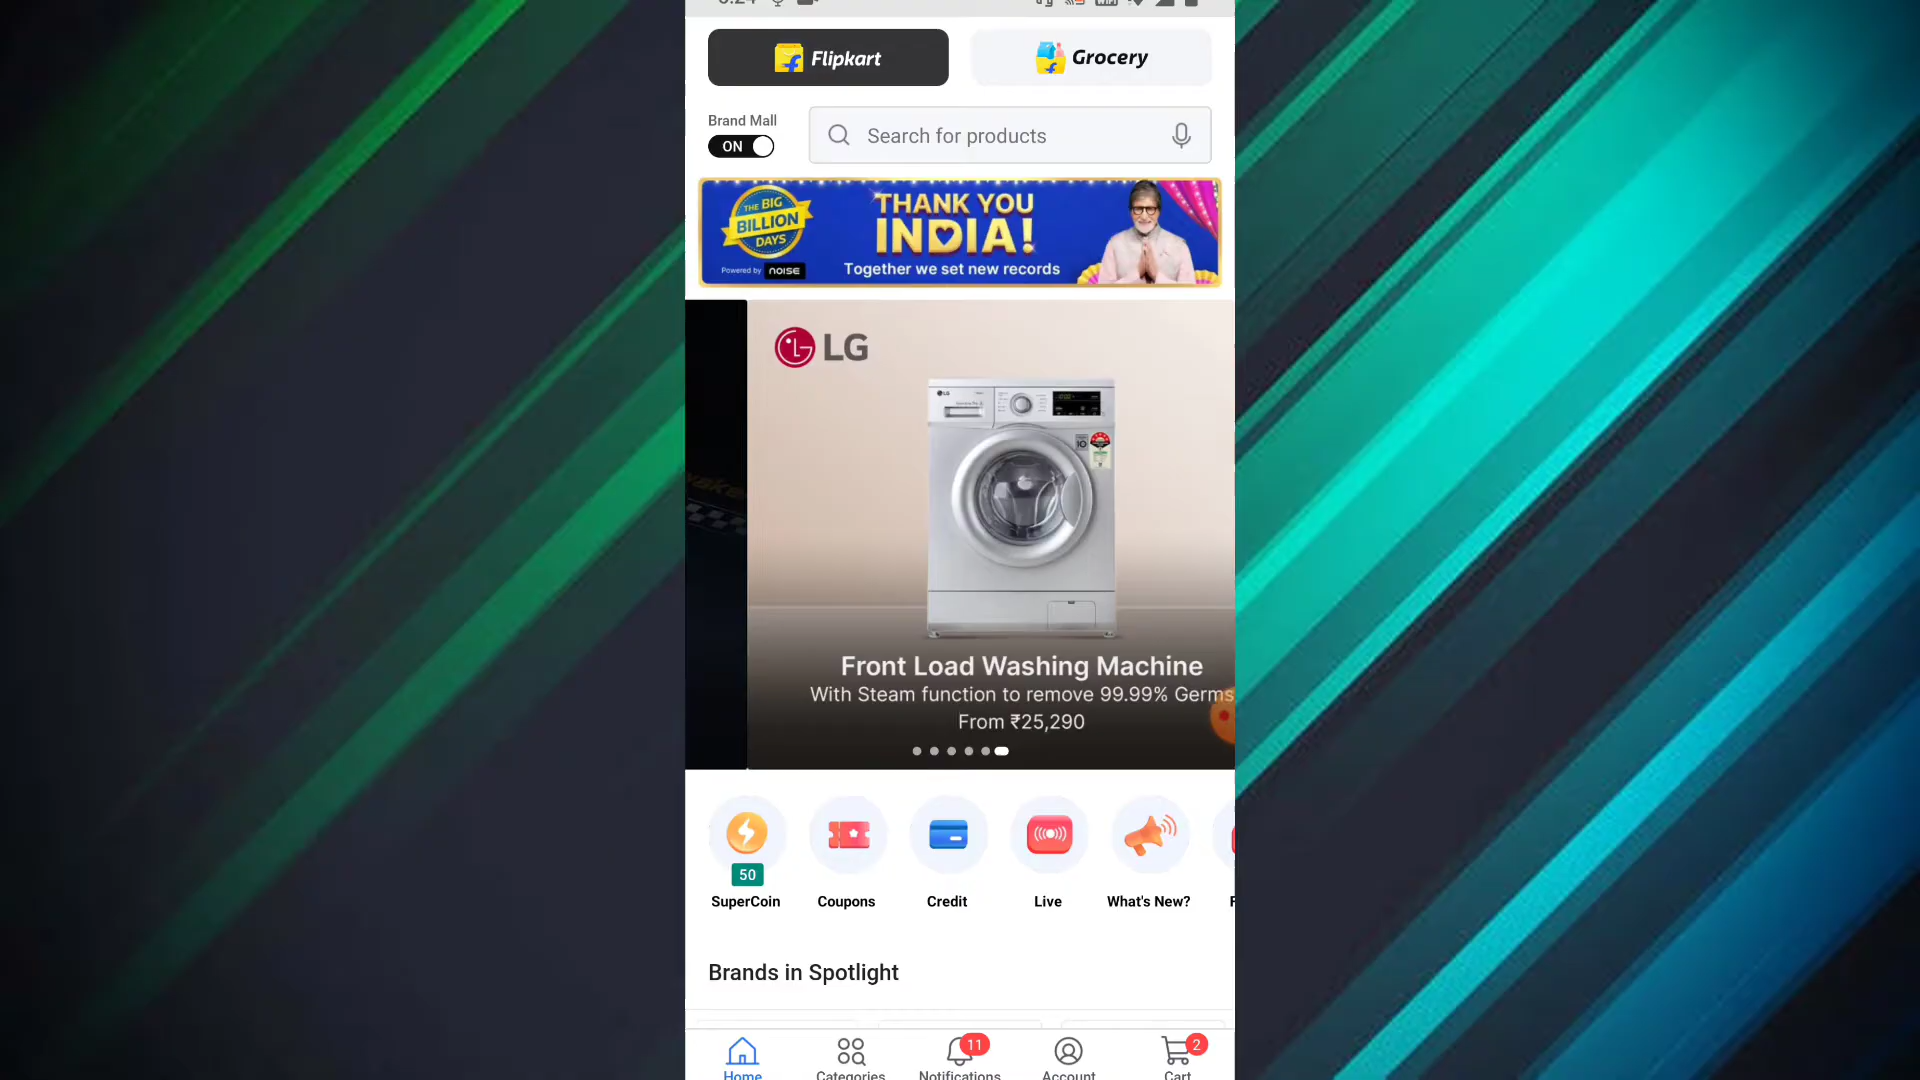 Flipkart
Grocery
Brand Mall
ON
Search for products
THE BIG
BILLION
DAYS
Powered by noise
THANK YOU
INDIA!
Together we set new records
LG
LG
Front Load Washing Machine
With Steam function to remove 99.99% Germs
From ₹25,290
50
SuperCoin
Coupons
Credit
Live
What's New?
Brands in Spotlight
11
2
Home
Categories
Notifications
Account
Cart